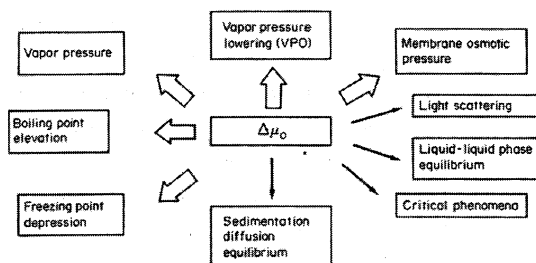 Vapor pressure
lowering (VPO)
Vapor pressure
Membrane osmotic
pressure
Light scattering
Boiling point
elevation
Δμo
Liquid-liquid phase
equilibrium
Freezing point
depression
Critical phenomena
Sedimentation
diffusion
equilibrium